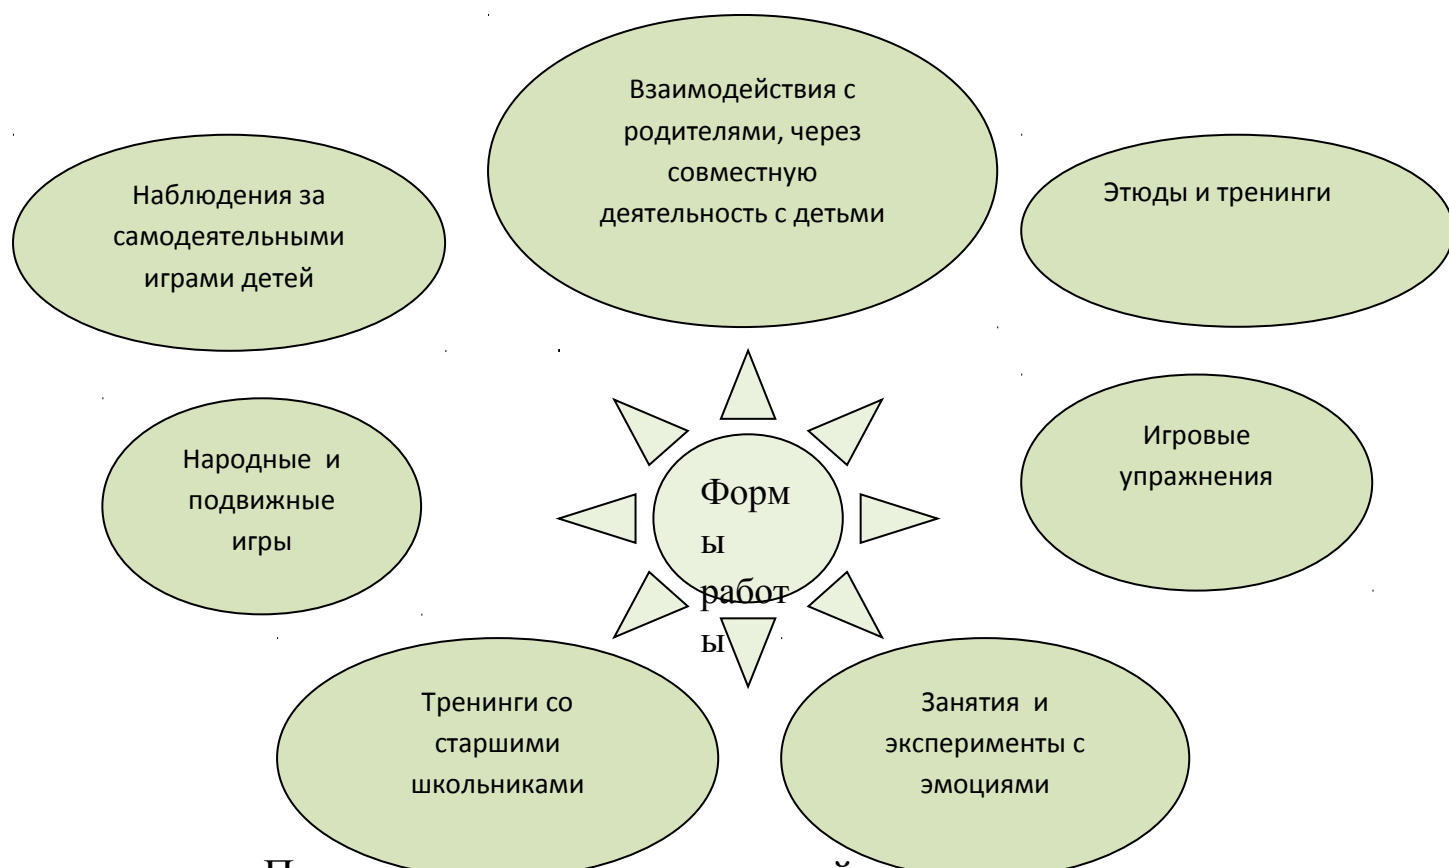 Взаимодействия с
родителями, через
совместную
деятельность с детьми
Наблюдения за
самодеятельными
играми детей
Этюды и тренинги
Народные и
подвижные
игры
Форм
ы
работ
ы
Игровые
упражнения
Тренинги со
старшими
школьниками
Занятия и
эксперименты с
эмоциями